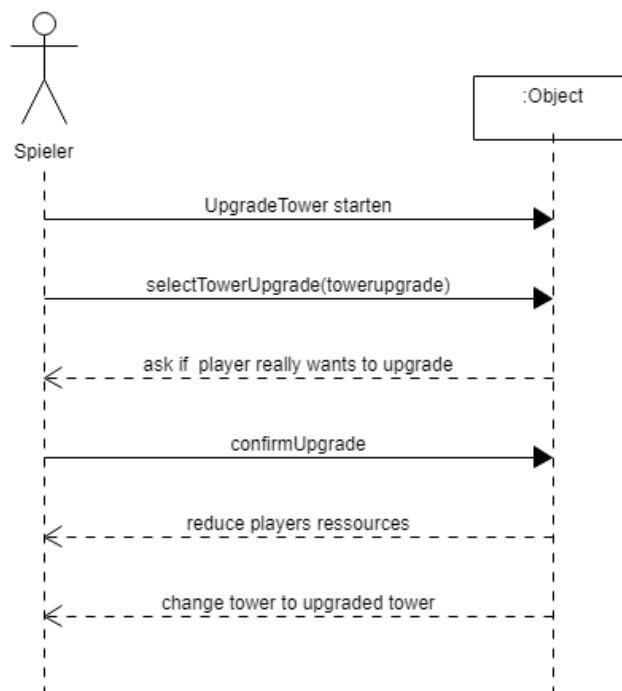 :Object
Spieler
UpgradeTower starten
selectTowerUpgrade(towerupgrade)
ask if  player really wants to upgrade
confirmUpgrade
reduce players ressources
change tower to upgraded tower